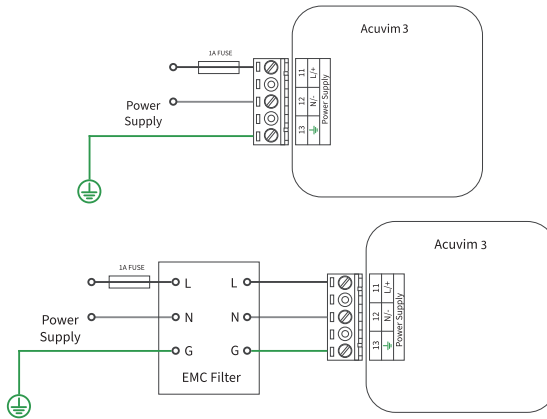 Acuvim 3
1A FUSE
Power
Supply
11
L/+
12
N/-
13
Power Supply
Acuvim 3
1A FUSE
L
L
N
N
G
G
Power
Supply
EMC Filter
11
L/+
12
N/-
13
Power Supply